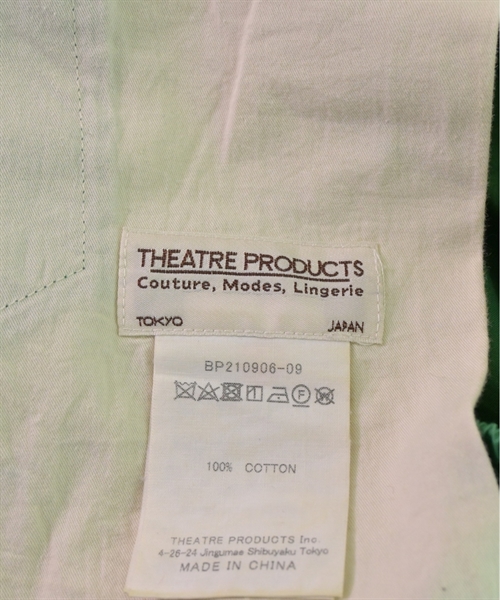 THEATRE PRODUCTS
Couture, Modes, Lingerie
TOKYO JAPAN
BP210906-09
100% COTTON
THEATRE PRODUCTS Inc.
4-26-24 Jingumae Shibuyaku Tokyo
MADE IN CHINA